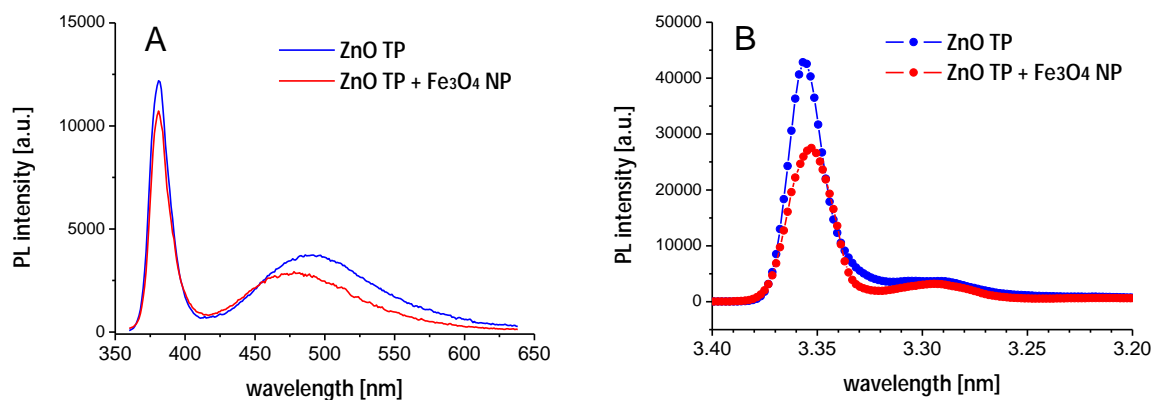 A
ZnO TP
ZnO TP + Fe₃O₄ NP
PL intensity [a.u.]
15000
10000
5000
0
350 400 450 500 550 600 650
wavelength [nm]
B
ZnO TP
ZnO TP + Fe₃O₄ NP
PL intensity [a.u.]
50000
40000
30000
20000
10000
0
3.40 3.35 3.30 3.25 3.20
wavelength [nm]